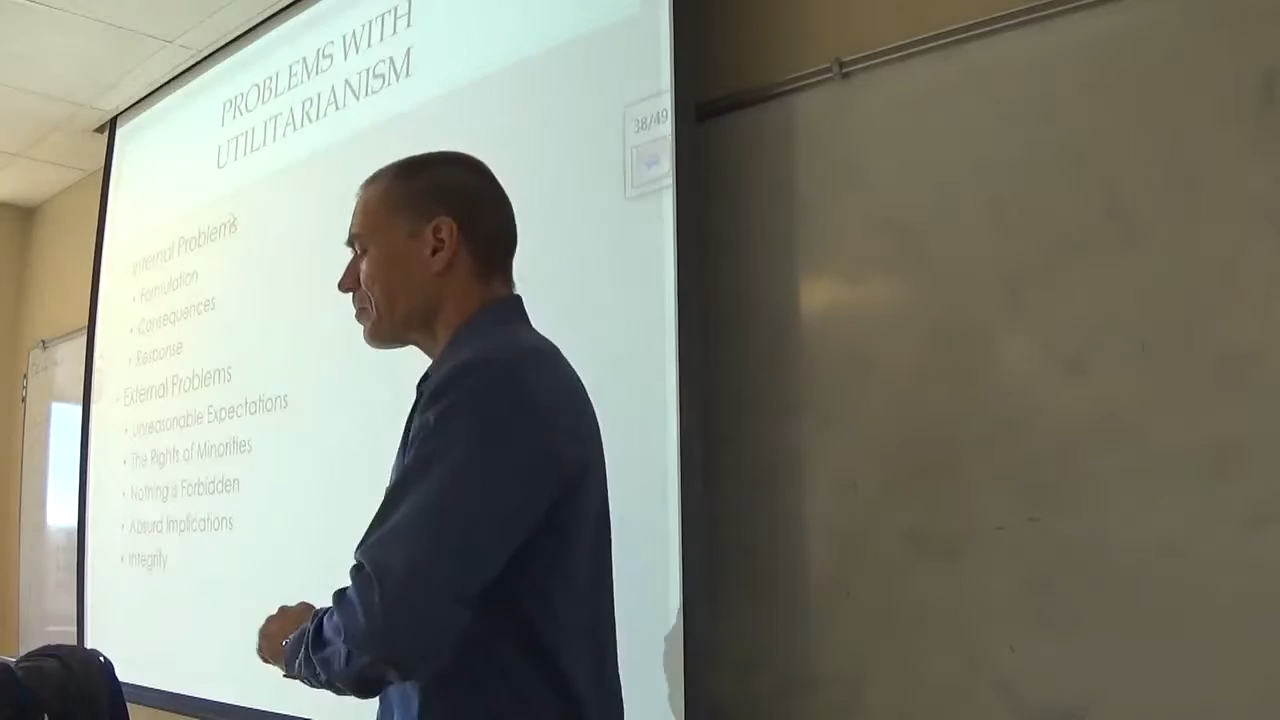 PROBLEMS WITH
UTILITARIANISM
38/49
Internal Problems
• Formulation
• Consequences
• Response
External Problems
• Unreasonable Expectations
• The Rights of Minorities
• Nothing is Forbidden
• Absurd Implications
• Integrity